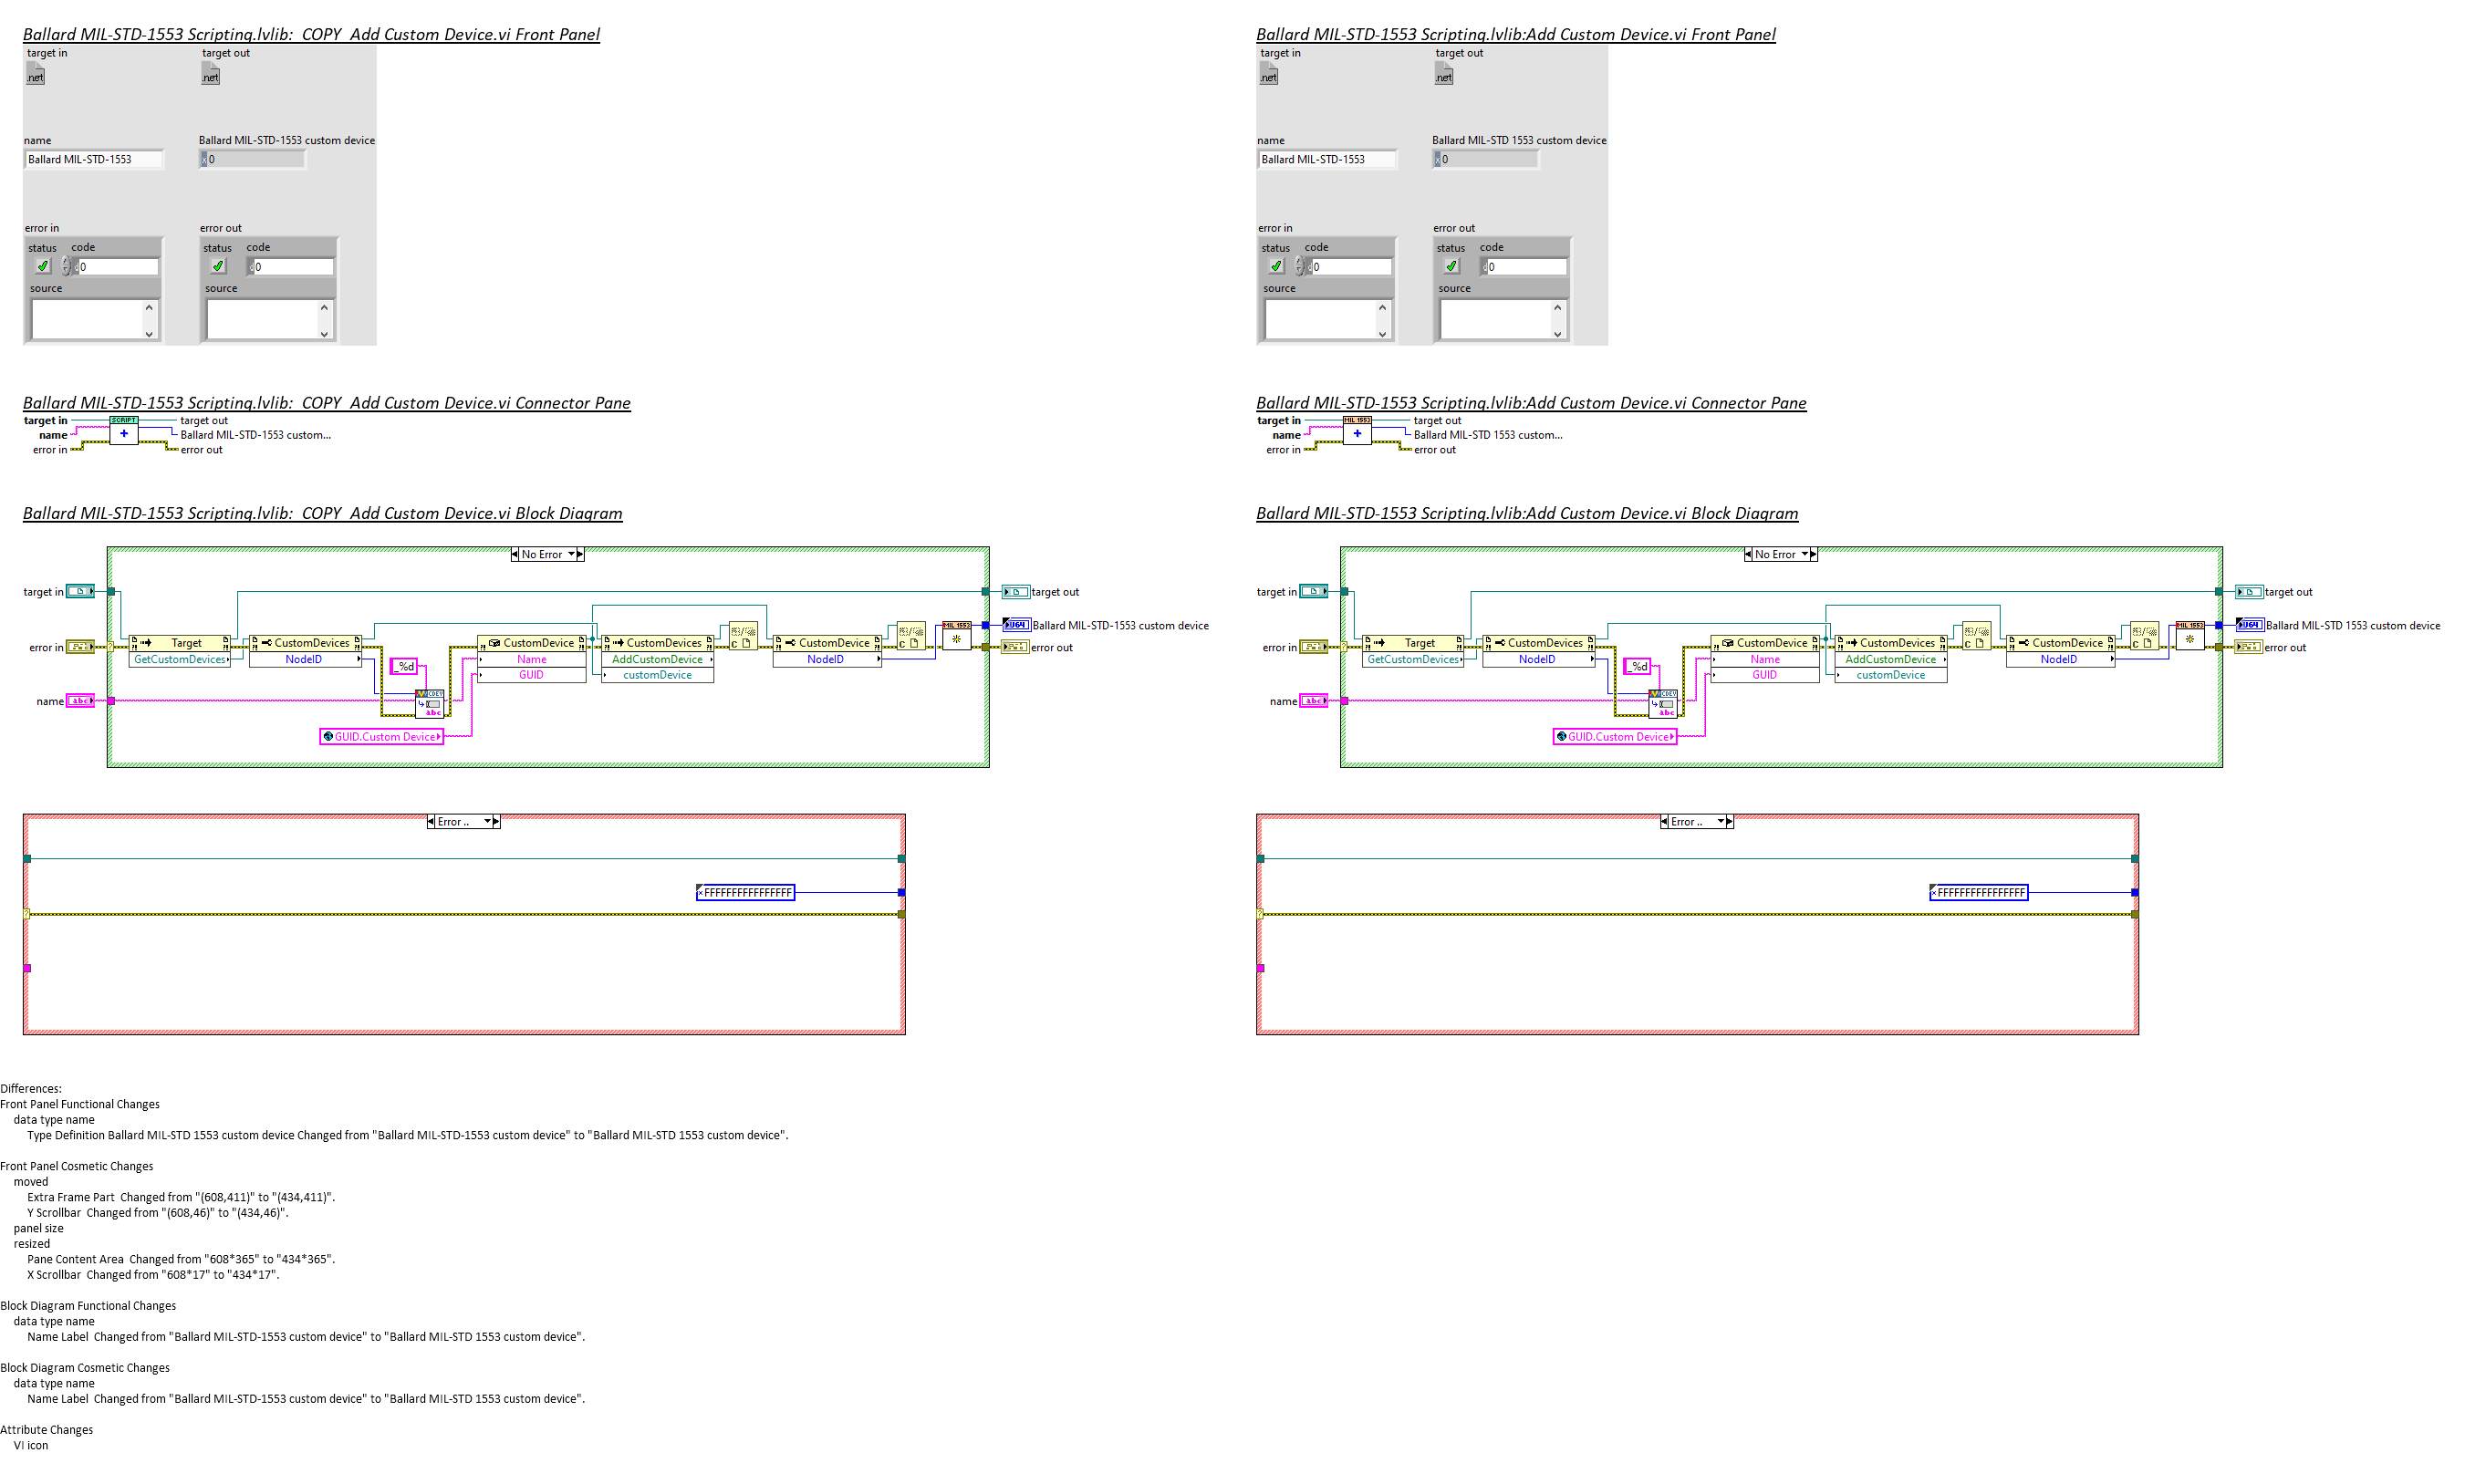 Ballard MIL-STD-1553 Scripting.lvlib:  COPY  Add Custom Device.vi Front Panel
target in
target out
.net
.net
name
Ballard MIL-STD-1553 custom device
Ballard MIL-STD-1553
x 0
error in
error out
status
code
status
code
d 0
d 0
source
source
Ballard MIL-STD-1553 Scripting.lvlib:  COPY  Add Custom Device.vi Connector Pane
target in
SCRIPT
target out
name
+
Ballard MIL-STD-1553 custom...
error in
error out
Ballard MIL-STD-1553 Scripting.lvlib:  COPY  Add Custom Device.vi Block Diagram
No Error
target in
target out
MIL 1553
U64
Ballard MIL-STD-1553 custom device
error in
?
Target
CustomDevices
CustomDevice
CustomDevices
C
CustomDevice
C
error out
GetCustomDevices
NodeID
_%d
Name
AddCustomDevice
NodeID
GUID
customDevice
name
abc
CDEV
abc
GUID.Custom Device
Error ..
x FFFFFFFFFFFFFFFF
?
Ballard MIL-STD-1553 Scripting.lvlib:Add Custom Device.vi Front Panel
target in
target out
.net
.net
name
Ballard MIL-STD 1553 custom device
Ballard MIL-STD-1553
x 0
error in
error out
status
code
status
code
d 0
d 0
source
source
Ballard MIL-STD-1553 Scripting.lvlib:Add Custom Device.vi Connector Pane
target in
MIL 1553
target out
name
+
Ballard MIL-STD 1553 custom...
error in
error out
Ballard MIL-STD-1553 Scripting.lvlib:Add Custom Device.vi Block Diagram
No Error
target in
target out
MIL 1553
U64
Ballard MIL-STD 1553 custom device
error in
?
Target
CustomDevices
CustomDevice
CustomDevices
C
CustomDevice
C
error out
GetCustomDevices
NodeID
_%d
Name
AddCustomDevice
NodeID
GUID
customDevice
name
abc
CDEV
abc
GUID.Custom Device
Error ..
x FFFFFFFFFFFFFFFF
?
Differences:
Front Panel Functional Changes
data type name
Type Definition Ballard MIL-STD 1553 custom device Changed from "Ballard MIL-STD-1553 custom device" to "Ballard MIL-STD 1553 custom device".
Front Panel Cosmetic Changes
moved
Extra Frame Part  Changed from "(608,411)" to "(434,411)".
Y Scrollbar  Changed from "(608,46)" to "(434,46)".
panel size
resized
Pane Content Area  Changed from "608*365" to "434*365".
X Scrollbar  Changed from "608*17" to "434*17".
Block Diagram Functional Changes
data type name
Name Label  Changed from "Ballard MIL-STD-1553 custom device" to "Ballard MIL-STD 1553 custom device".
Block Diagram Cosmetic Changes
data type name
Name Label  Changed from "Ballard MIL-STD-1553 custom device" to "Ballard MIL-STD 1553 custom device".
Attribute Changes
VI icon